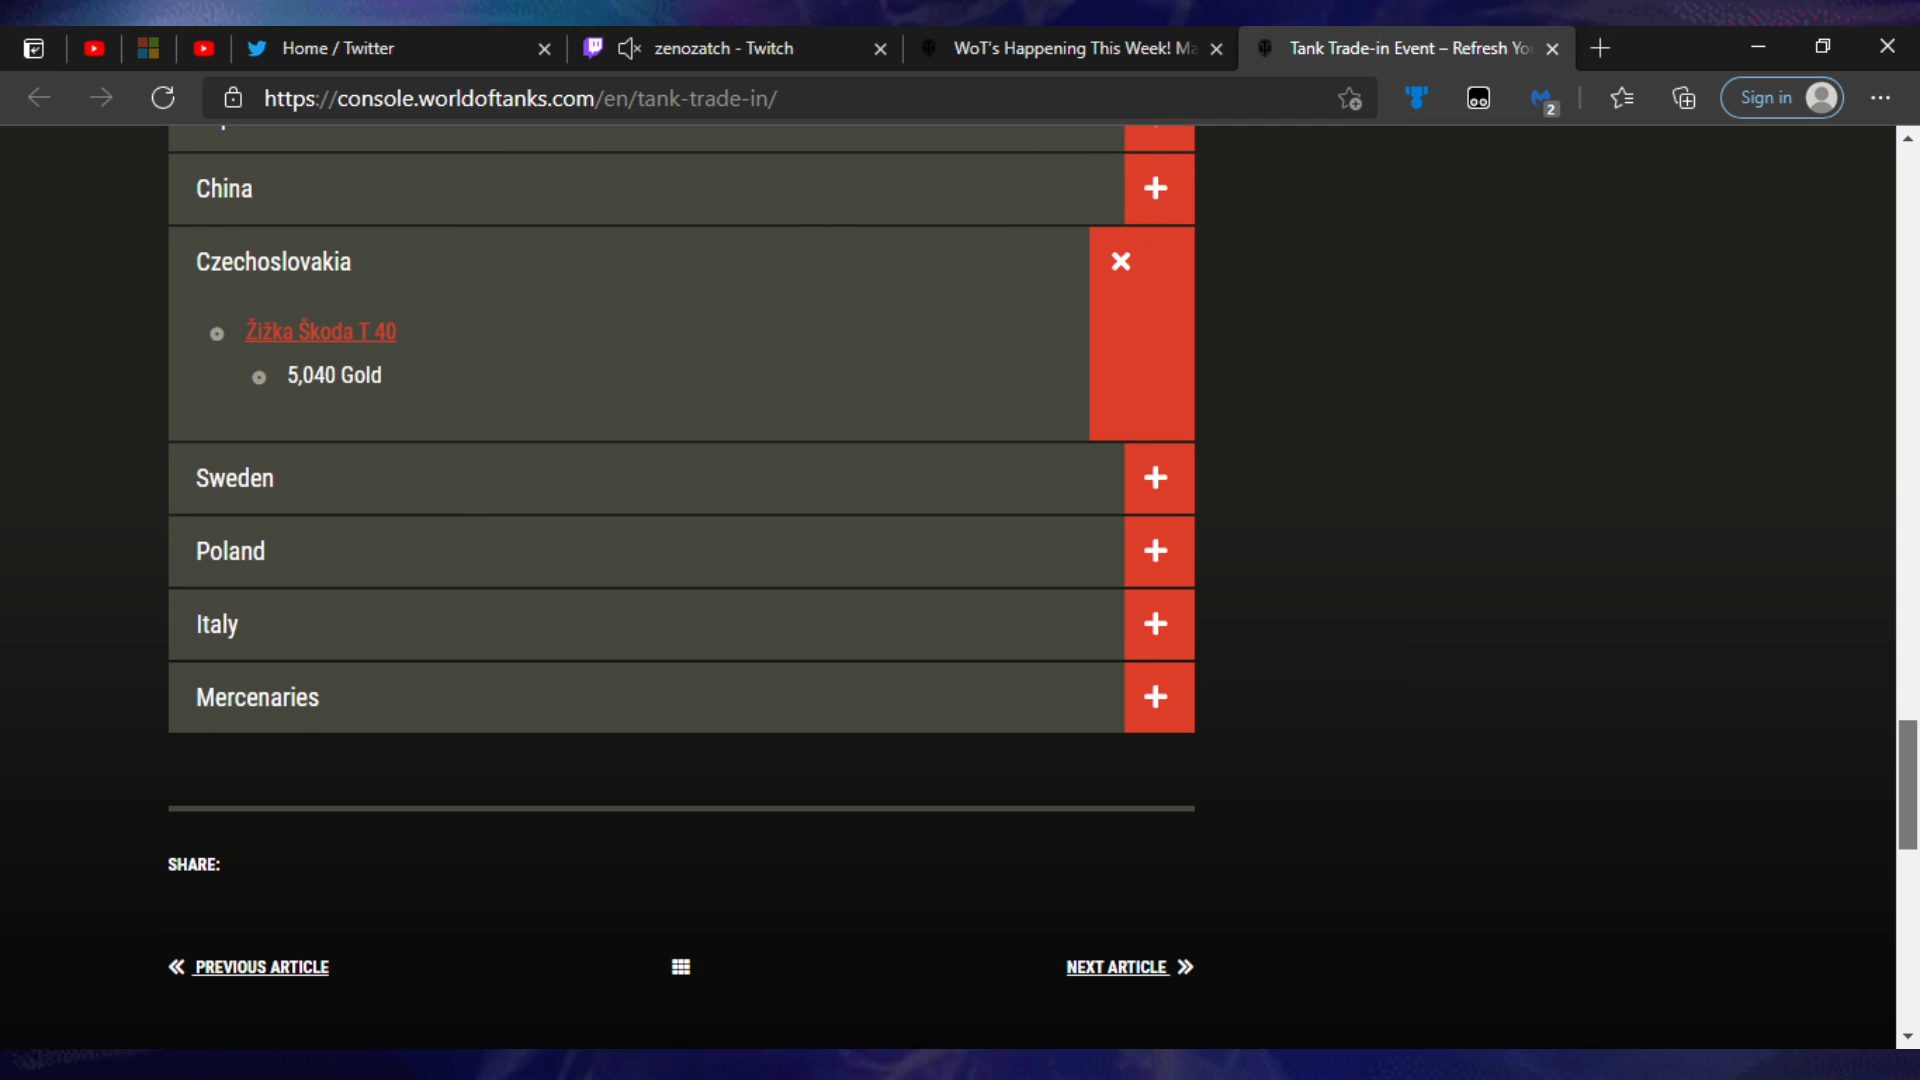 Home / Twitter
zenozatch - Twitch
WoT's Happening This Week! Ma
Tank Trade-in Event – Refresh Yo
https://console.worldoftanks.com/en/tank-trade-in/
2
Sign in
China
Czechoslovakia
Žižka Škoda T 40
5,040 Gold
Sweden
Poland
Italy
Mercenaries
SHARE:
PREVIOUS ARTICLE
NEXT ARTICLE